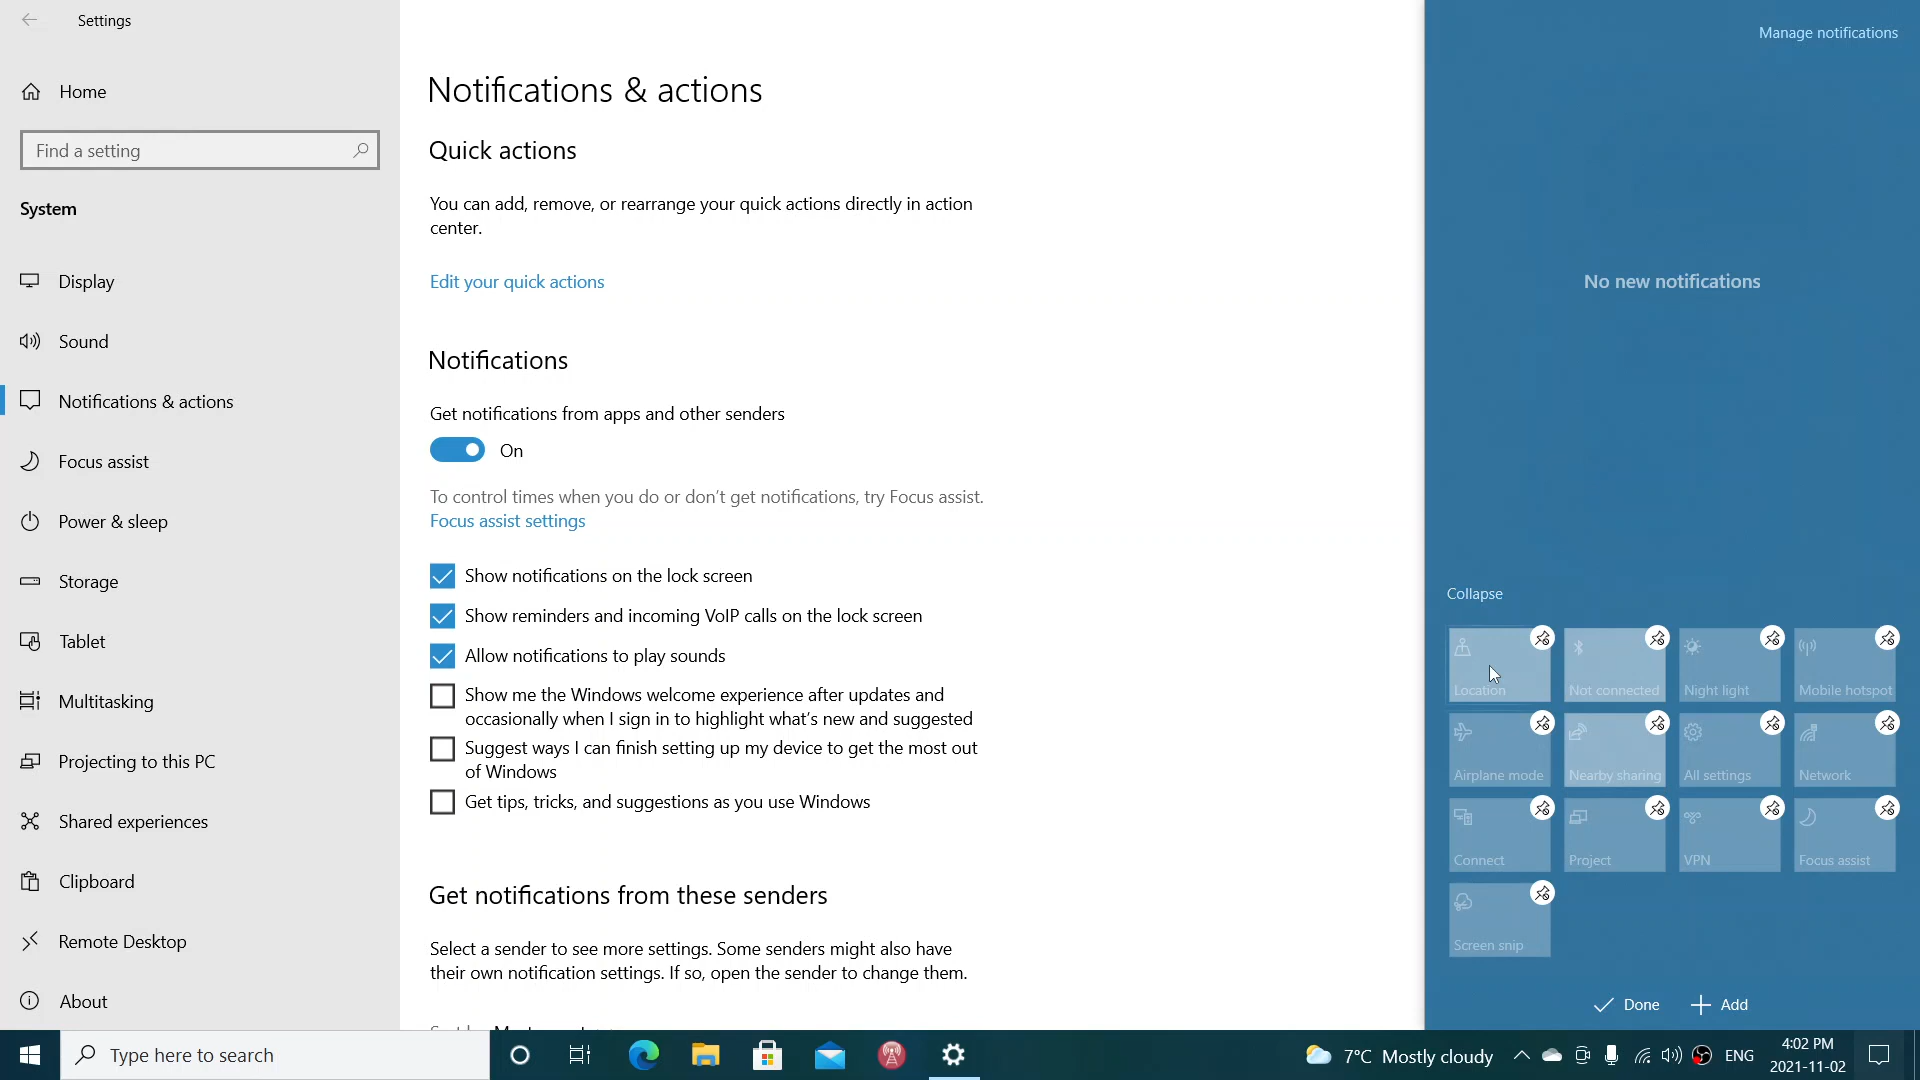 Settings
Home
Find a setting
System
Display
Sound
Notifications & actions
Focus assist
Power & sleep
Storage
Tablet
Multitasking
Projecting to this PC
Shared experiences
Clipboard
Remote Desktop
About
Notifications & actions
Quick actions
You can add, remove, or rearrange your quick actions directly in action
center.
Edit your quick actions
Notifications
Get notifications from apps and other senders
On
To control times when you do or don't get notifications, try Focus assist.
Focus assist settings
Show notifications on the lock screen
Show reminders and incoming VoIP calls on the lock screen
Allow notifications to play sounds
Show me the Windows welcome experience after updates and
occasionally when I sign in to highlight what's new and suggested
Suggest ways I can finish setting up my device to get the most out
of Windows
Get tips, tricks, and suggestions as you use Windows
Get notifications from these senders
Select a sender to see more settings. Some senders might also have
their own notification settings. If so, open the sender to change them.
Manage notifications
No new notifications
Collapse
Location Not connected Night light Mobile hotspot
Airplane mode Nearby sharing All settings Network
Connect Project VPN Focus assist
Screen snip
Done Add
Type here to search
7°C Mostly cloudy
ENG
4:02 PM
2021-11-02